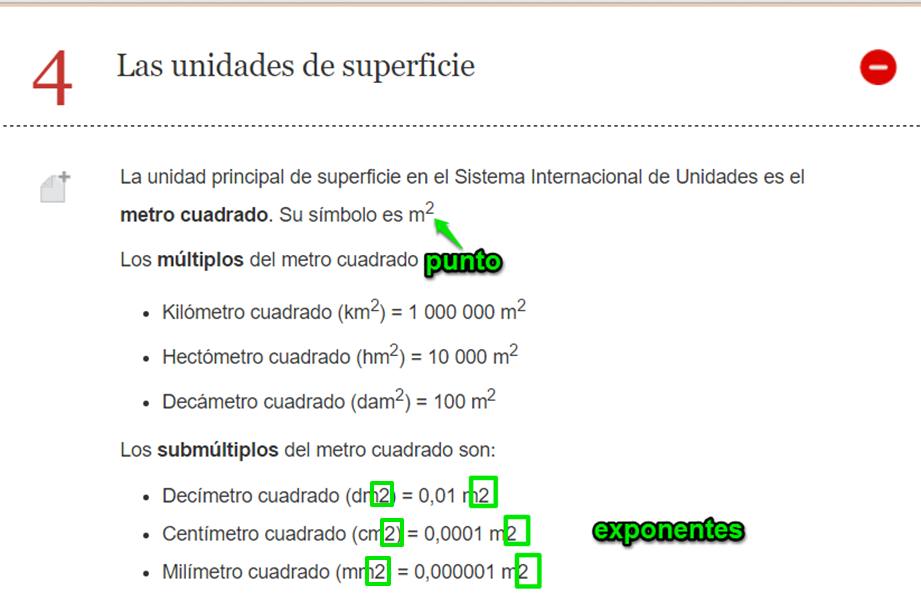 4 Las unidades de superficie
La unidad principal de superficie en el Sistema Internacional de Unidades es el
metro cuadrado. Su símbolo es m²
Los múltiplos del metro cuadrado punto
• Kilómetro cuadrado (km²) = 1 000 000 m²
• Hectómetro cuadrado (hm²) = 10 000 m²
• Decámetro cuadrado (dam²) = 100 m²
Los submúltiplos del metro cuadrado son:
• Decímetro cuadrado (dm2) = 0,01 m2
• Centímetro cuadrado (cm2) = 0,0001 m2 exponentes
• Milímetro cuadrado (mm2) = 0,000001 m2